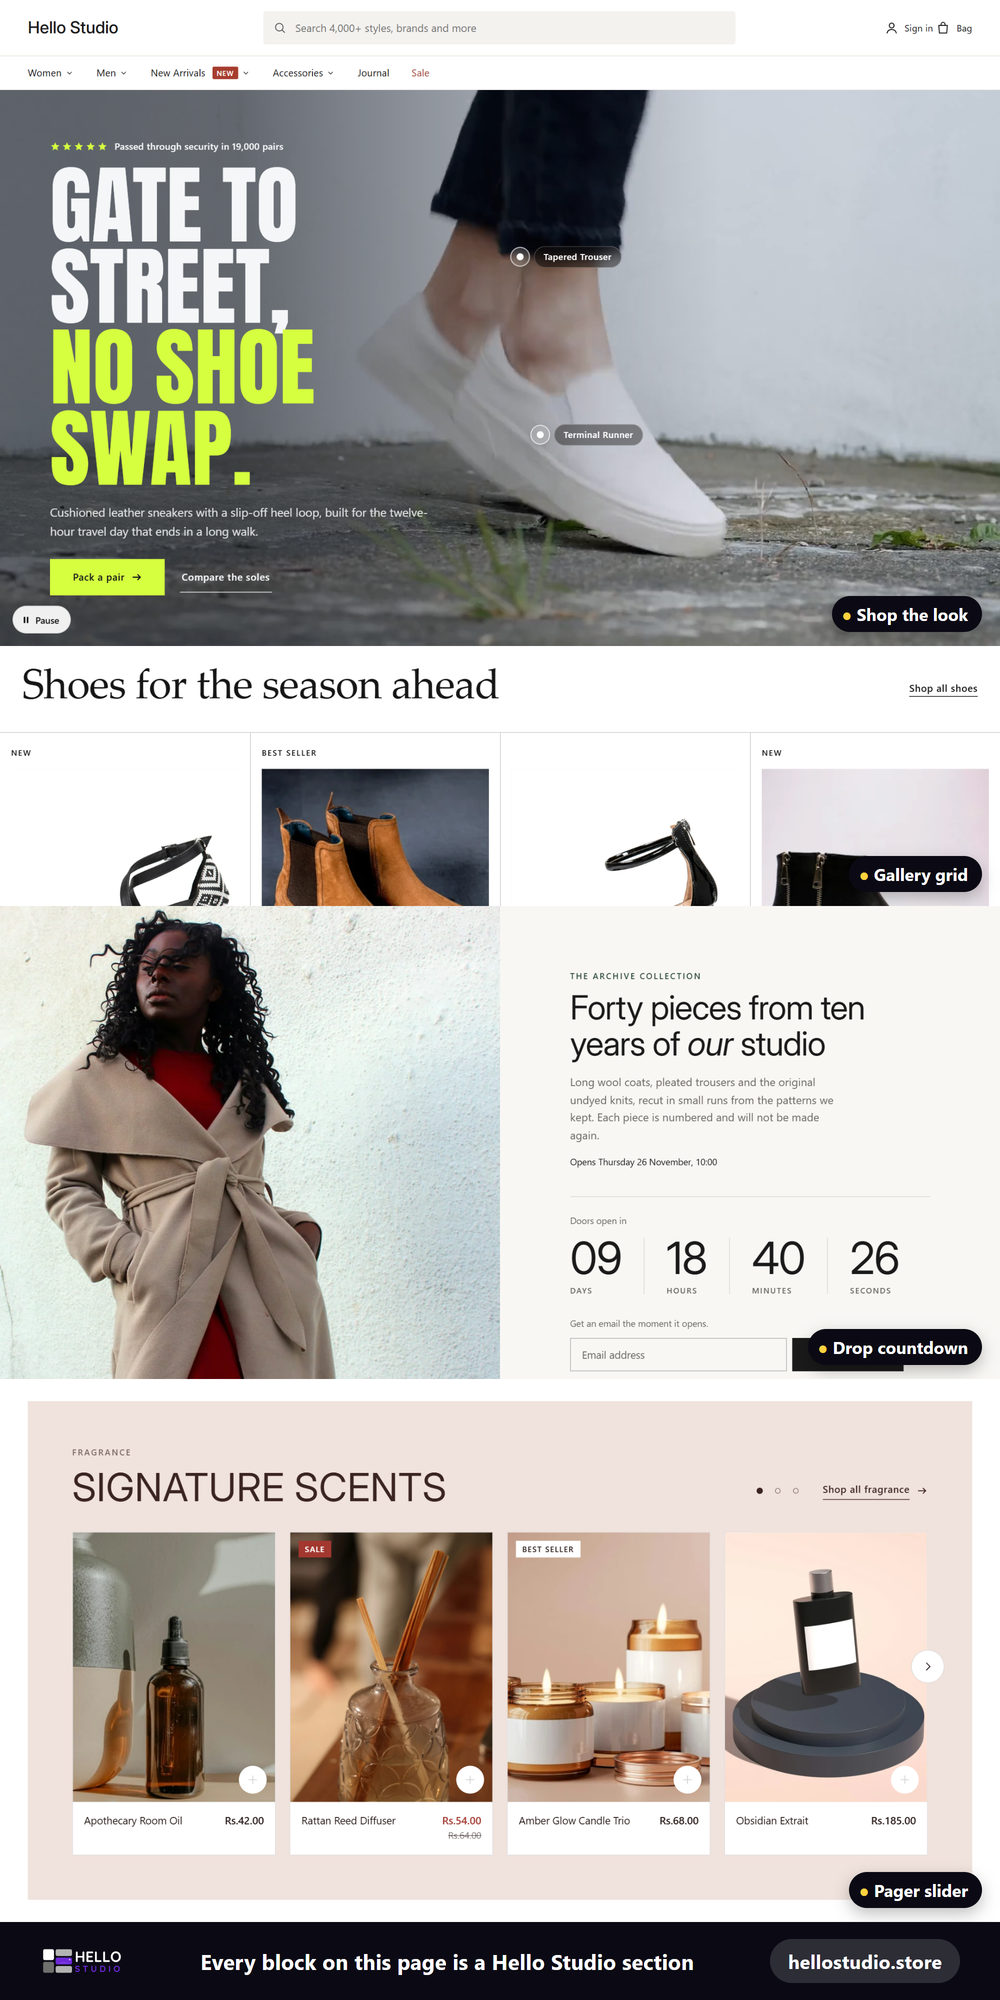 Hello Studio
Search 4,000+ styles, brands and more
Sign in
Bag
Women
Men
New Arrivals NEW
Accessories
Journal
Sale
Passed through security in 19,000 pairs
GATE TO
STREET,
NO SHOE
SWAP.
Tapered Trouser
Terminal Runner
Cushioned leather sneakers with a slip-off heel loop, built for the twelve-
hour travel day that ends in a long walk.
Pack a pair
Compare the soles
Pause
Shop the look
Shoes for the season ahead
Shop all shoes
NEW
BEST SELLER
NEW
Gallery grid
THE ARCHIVE COLLECTION
Forty pieces from ten
years of our studio
Long wool coats, pleated trousers and the original
undyed knits, recut in small runs from the patterns we
kept. Each piece is numbered and will not be made
again.
Opens Thursday 26 November, 10:00
Doors open in
09 18 40 26
DAYS HOURS MINUTES SECONDS
Get an email the moment it opens.
Email address
Drop countdown
FRAGRANCE
SIGNATURE SCENTS
Shop all fragrance
SALE
BEST SELLER
Apothecary Room Oil Rs.42.00
Rattan Reed Diffuser Rs.54.00
Rs.64.00
Amber Glow Candle Trio Rs.68.00
Obsidian Extrait Rs.185.00
Pager slider
HELLO
STUDIO
Every block on this page is a Hello Studio section
hellostudio.store